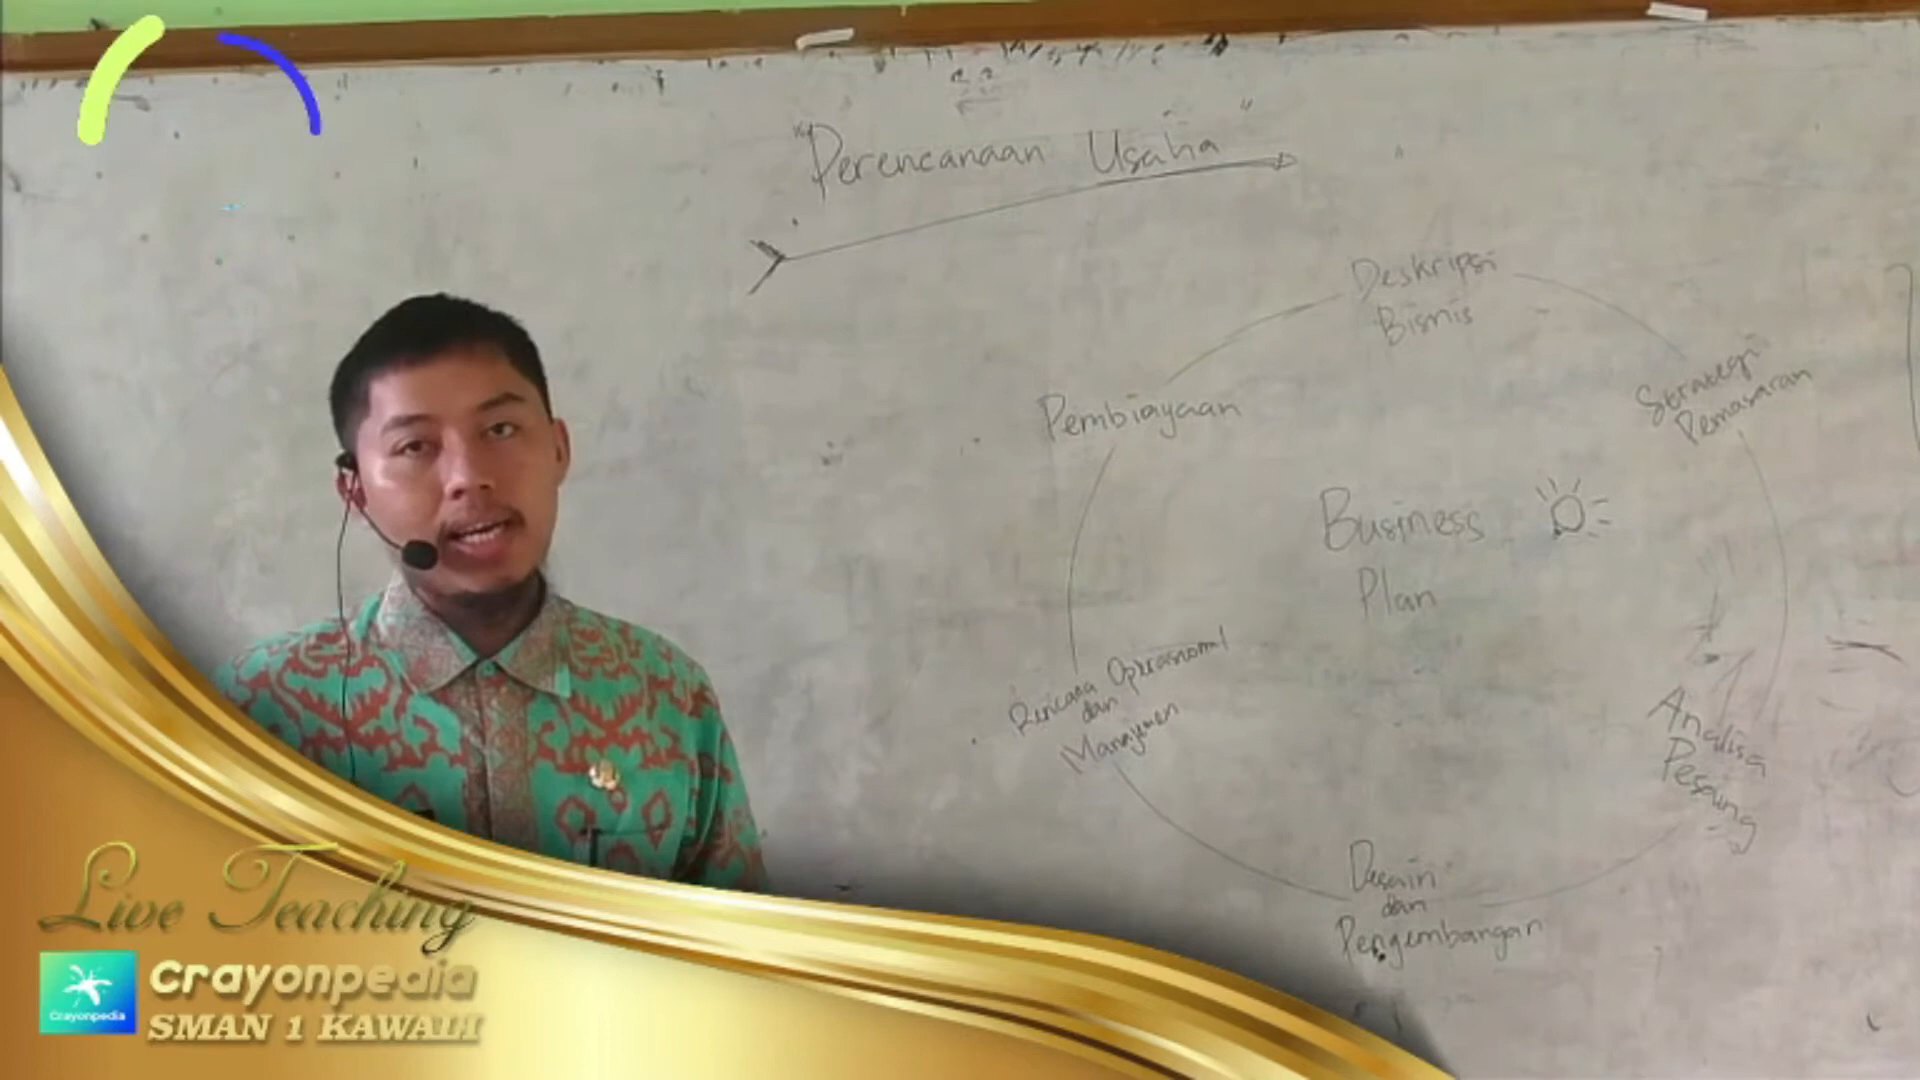 "Perencanaan Usaha"
Deskripsi
Bisnis
Strategi
Pemasaran
Pembiayaan
Business
Plan
Rencana Operasional
dan
Manajemen
Analisa
Pesaing
Desain
dan
Pengembangan
Live Teaching
Crayonpedia
Crayonpedia
SMAN 1 KAWALI